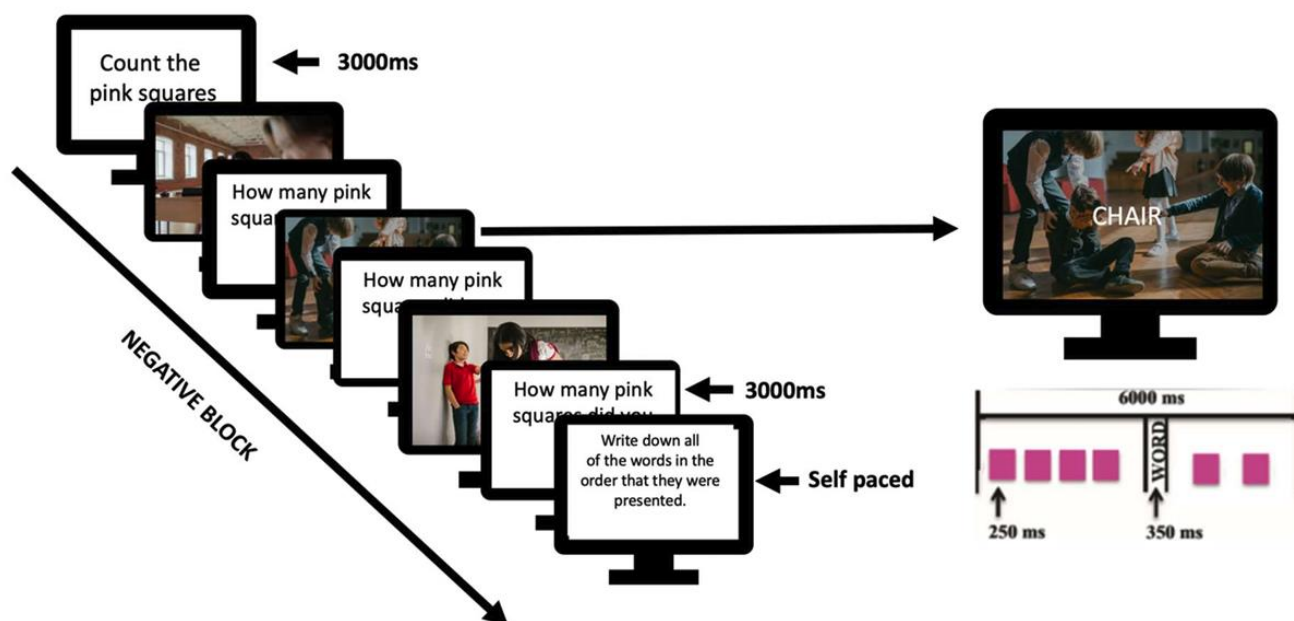 Count the
pink squares
3000ms
How many pink
How many pink
How many pink
squares did you
3000ms
Write down all
of the words in the
order that they were
presented.
Self paced
NEGATIVE BLOCK
CHAIR
6000 ms
WORD
250 ms
350 ms